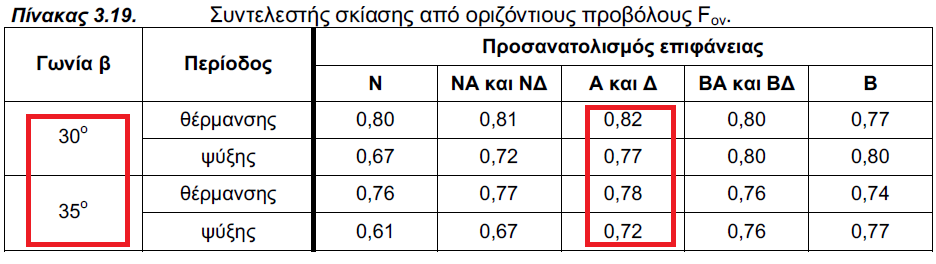 Πίνακας 3.19. Συντελεστής σκίασης από οριζόντιους προβόλους Fον.
Γωνία β Περίοδος Προσανατολισμός επιφάνειας
Ν ΝΑ και ΝΔ Α και Δ ΒΑ και ΒΔ Β
30° θέρμανσης 0,80 0,81 0,82 0,80 0,77
ψύξης 0,67 0,72 0,77 0,80 0,80
35° θέρμανσης 0,76 0,77 0,78 0,76 0,74
ψύξης 0,61 0,67 0,72 0,76 0,77